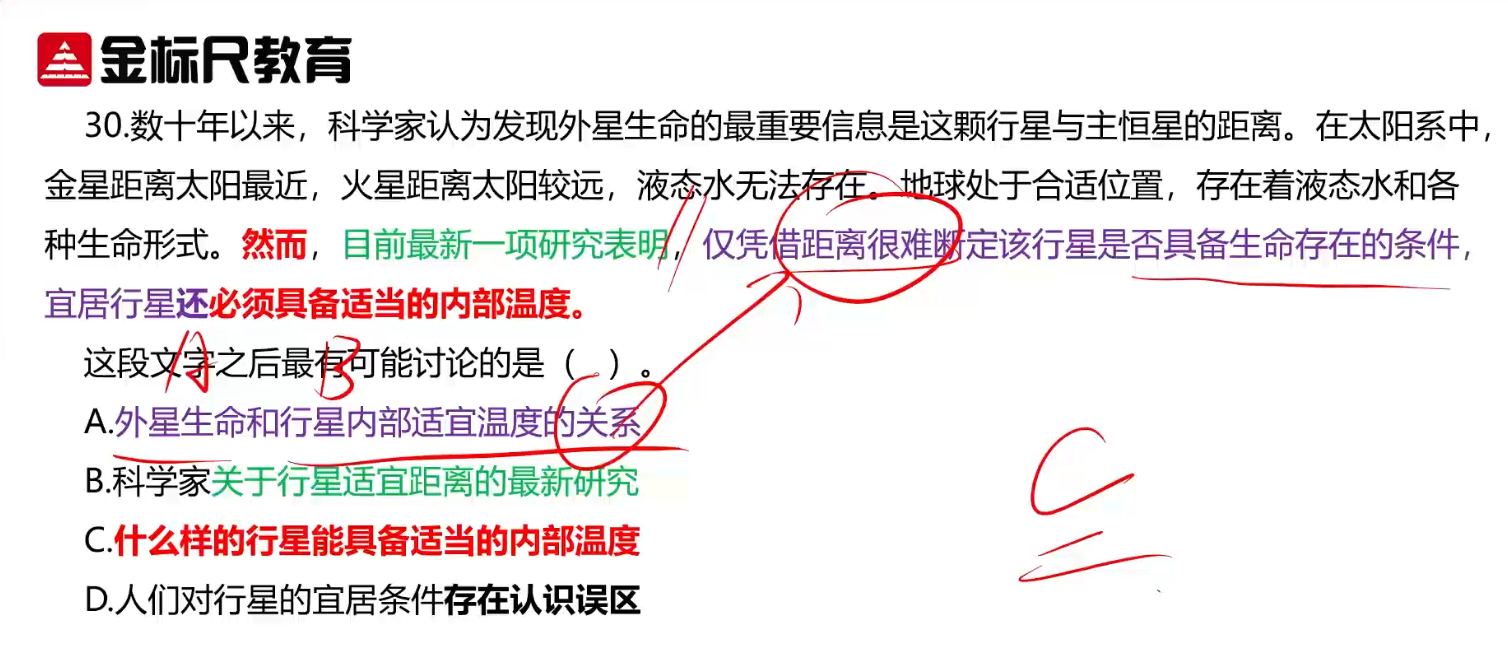 金标尺教育
30.数十年以来，科学家认为发现外星生命的最重要信息是这颗行星与主恒星的距离。在太阳系中，
金星距离太阳最近，火星距离太阳较远，液态水无法存在。地球处于合适位置，存在着液态水和各
种生命形式。然而，目前最新一项研究表明，仅凭借距离很难断定该行星是否具备生命存在的条件，
宜居行星还必须具备适当的内部温度。
这段文字之后最有可能讨论的是（ ）。
A B
A.外星生命和行星内部适宜温度的关系
B.科学家关于行星适宜距离的最新研究
C.什么样的行星能具备适当的内部温度
D.人们对行星的宜居条件存在认识误区
C